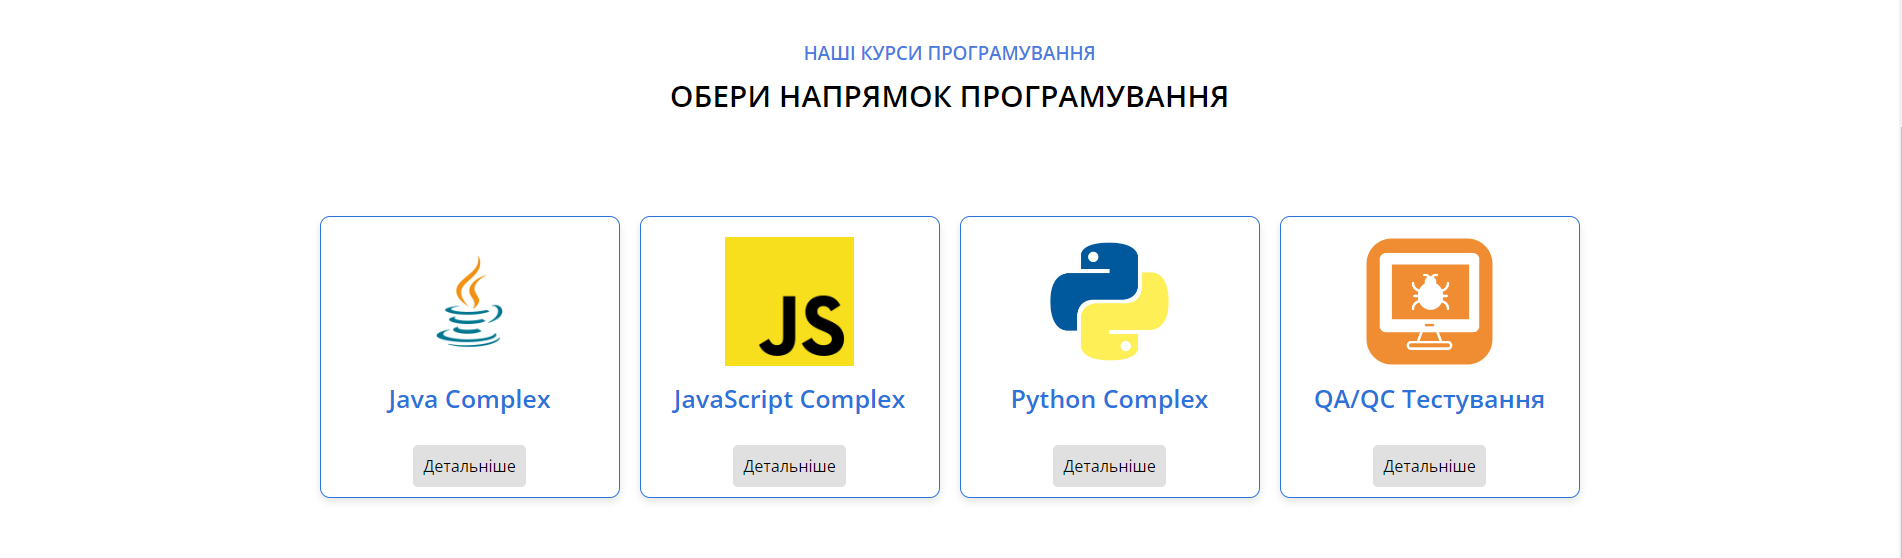 НАШІ КУРСИ ПРОГРАМУВАННЯ
ОБЕРИ НАПРЯМОК ПРОГРАМУВАННЯ
JS
Java Complex
JavaScript Complex
Python Complex
QA/QC Тестування
Детальніше
Детальніше
Детальніше
Детальніше